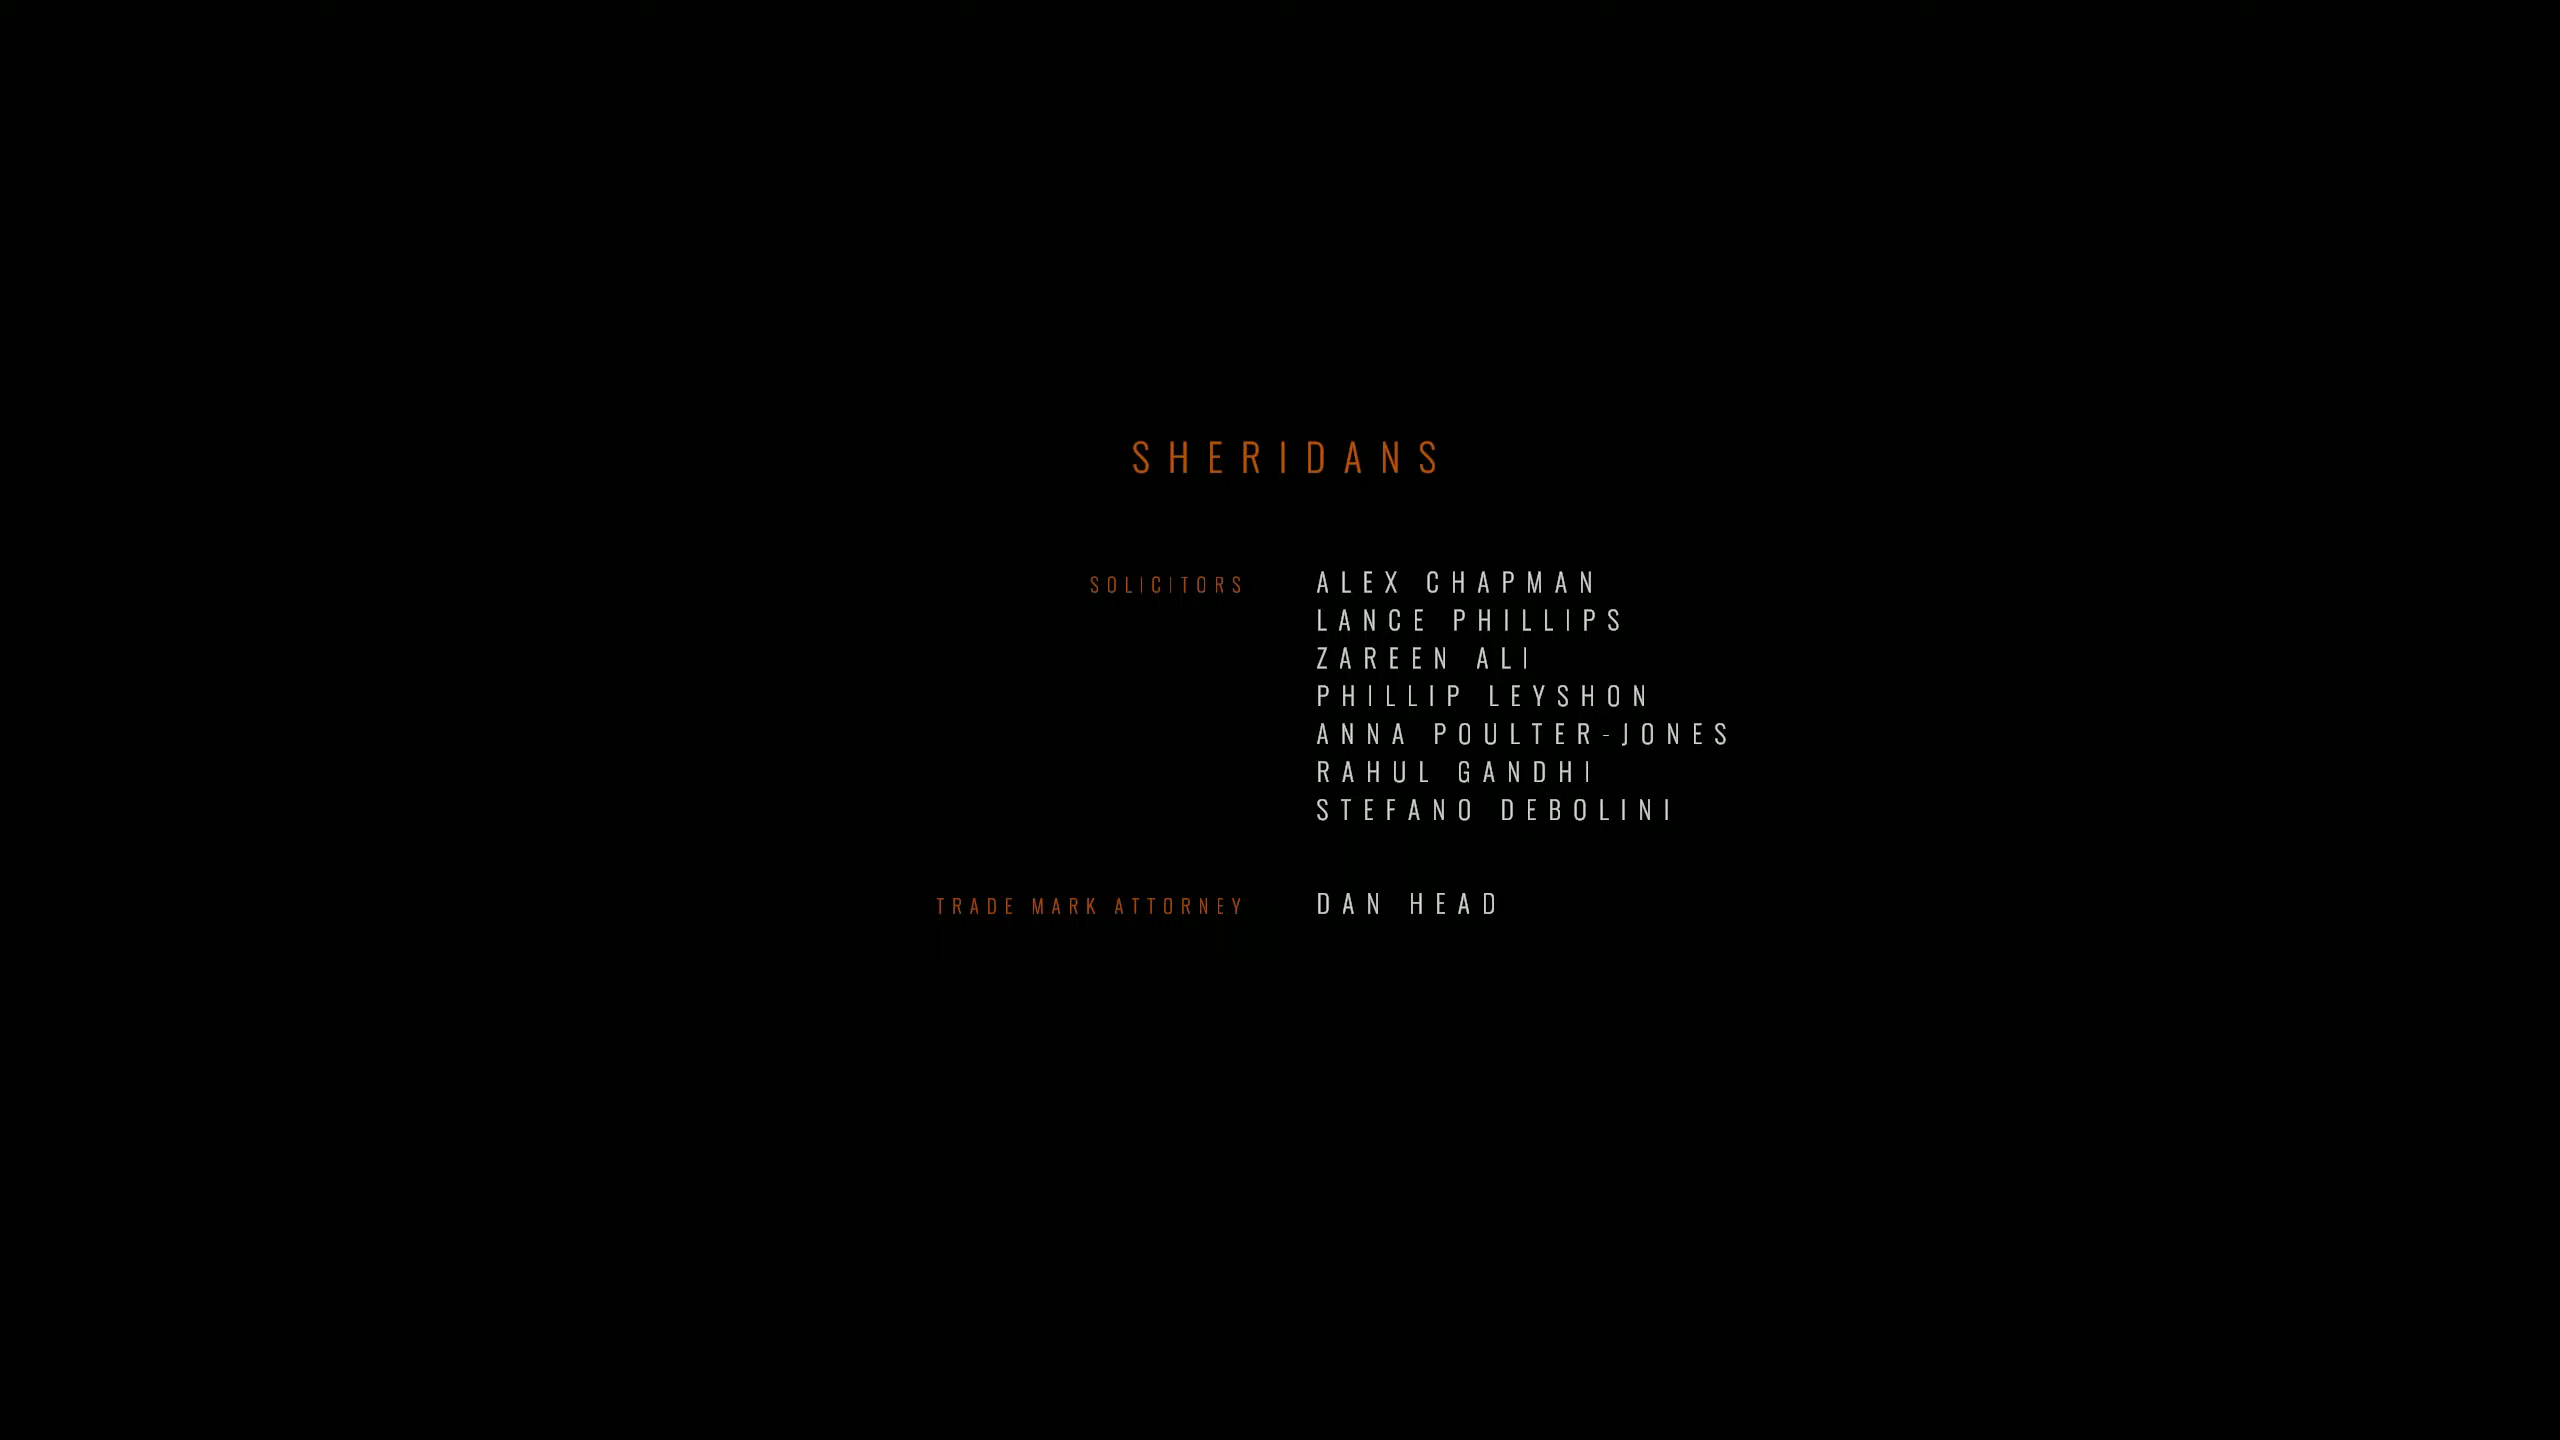 SHERIDANS
SOLICITORS ALEX CHAPMAN
LANCE PHILLIPS
ZAREEN ALI
PHILLIP LEYSHON
ANNA POULTER-JONES
RAHUL GANDHI
STEFANO DEBOLINI
TRADE MARK ATTORNEY DAN HEAD